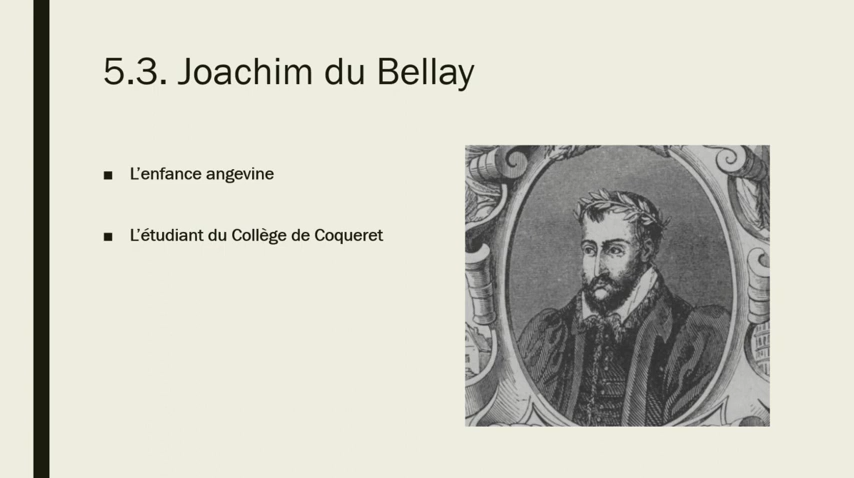 5.3. Joachim du Bellay
L’enfance angevine
L’étudiant du Collège de Coqueret